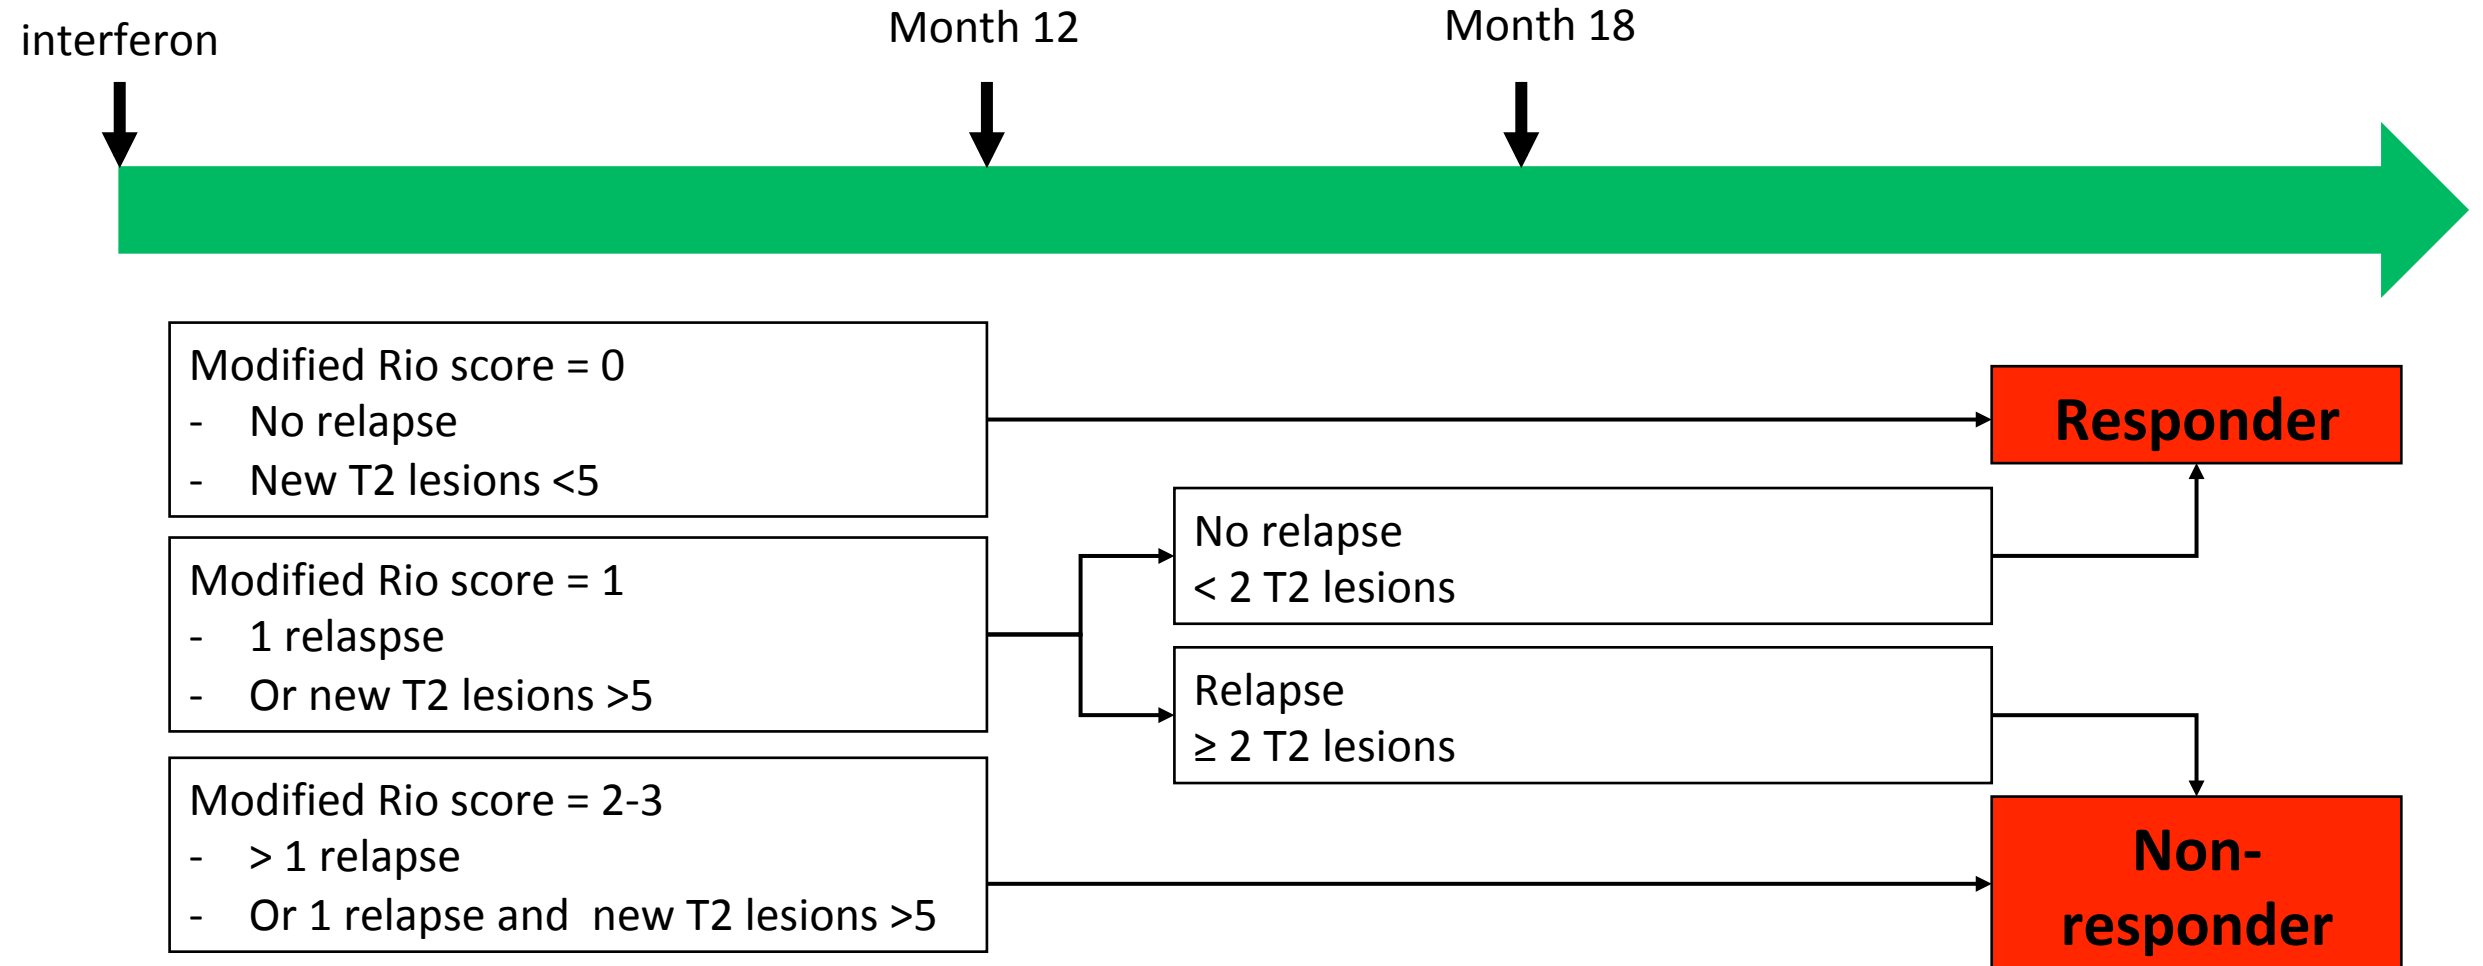 interferon
Month 12
Month 18
Modified Rio score = 0
- No relapse
- New T2 lesions <5
Responder
No relapse
< 2 T2 lesions
Modified Rio score = 1
- 1 relaspse
- Or new T2 lesions >5
Relapse
≥ 2 T2 lesions
Modified Rio score = 2-3
- > 1 relapse
- Or 1 relapse and  new T2 lesions >5
Non-
responder